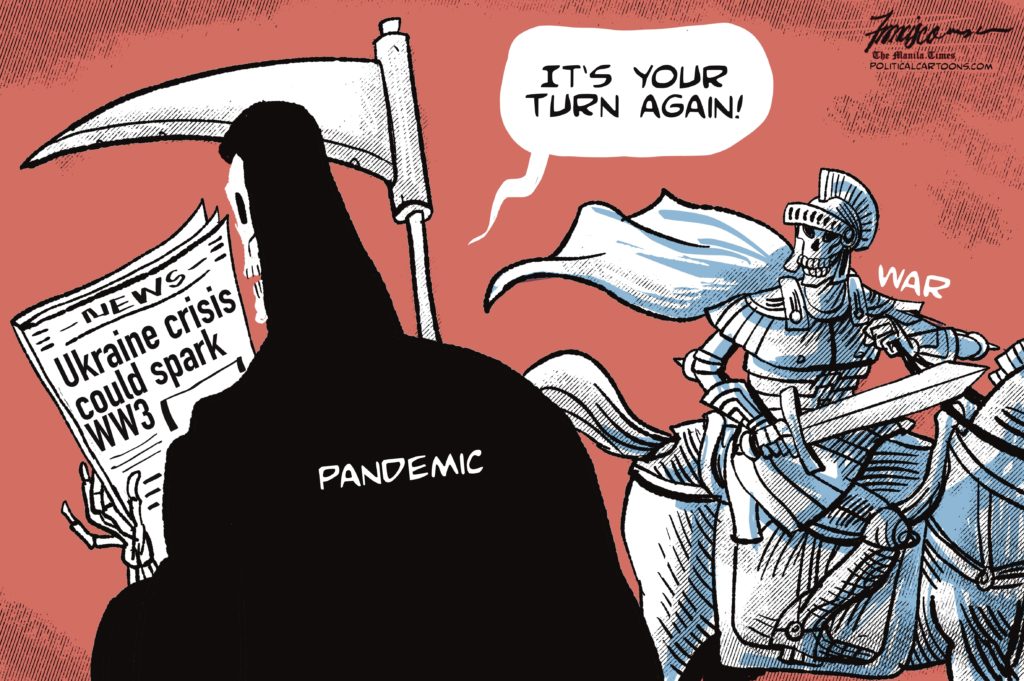 The Manila Times
POLITICALCARTOONS.COM
IT'S YOUR
TURN AGAIN!
WAR
NEWS
Ukraine crisis
could spark
WW3
PANDEMIC